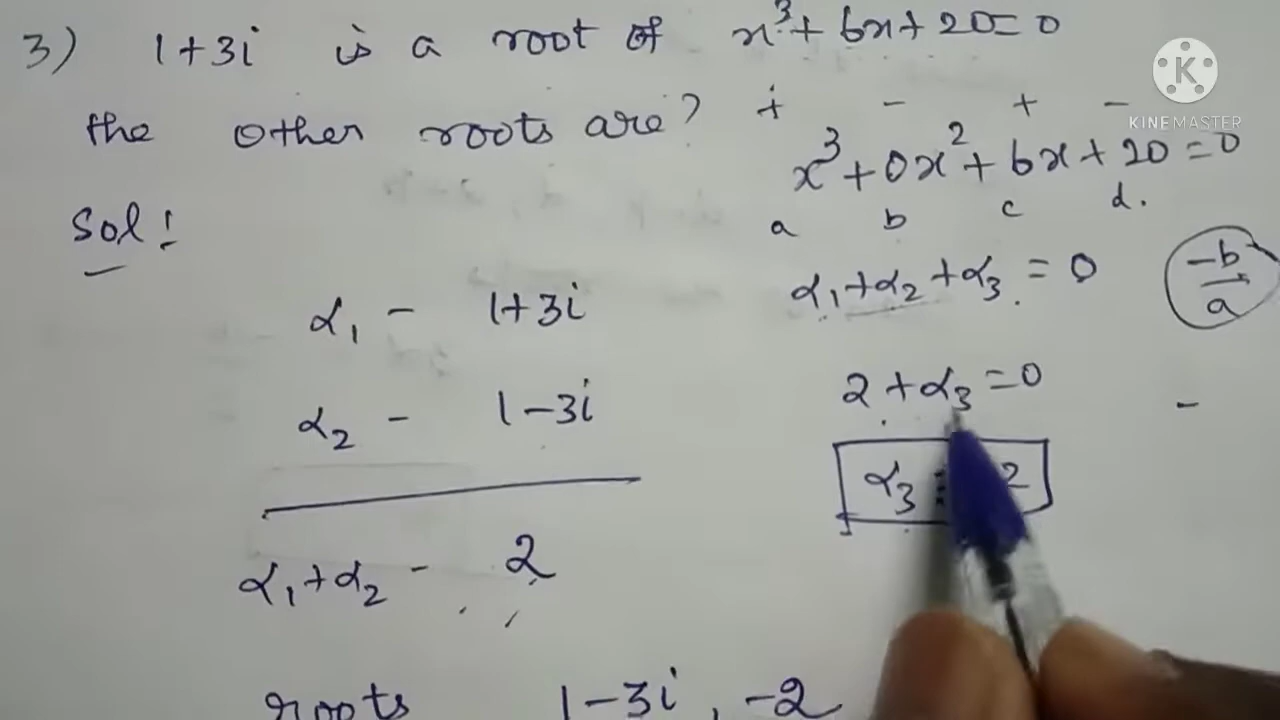 3) 1+3i is a root of x³+6x+20=0
the other roots are?
+ - + -
x³+0x²+6x+20=0
a b c d.
Sol:
α₁ - 1+3i
α₂ - 1-3i
α₁+α₂ - 2
α₁+α₂+α₃=0
-b/a
2+α₃=0
α₃ 2
roots 1-3i, -2
K
KINEMASTER